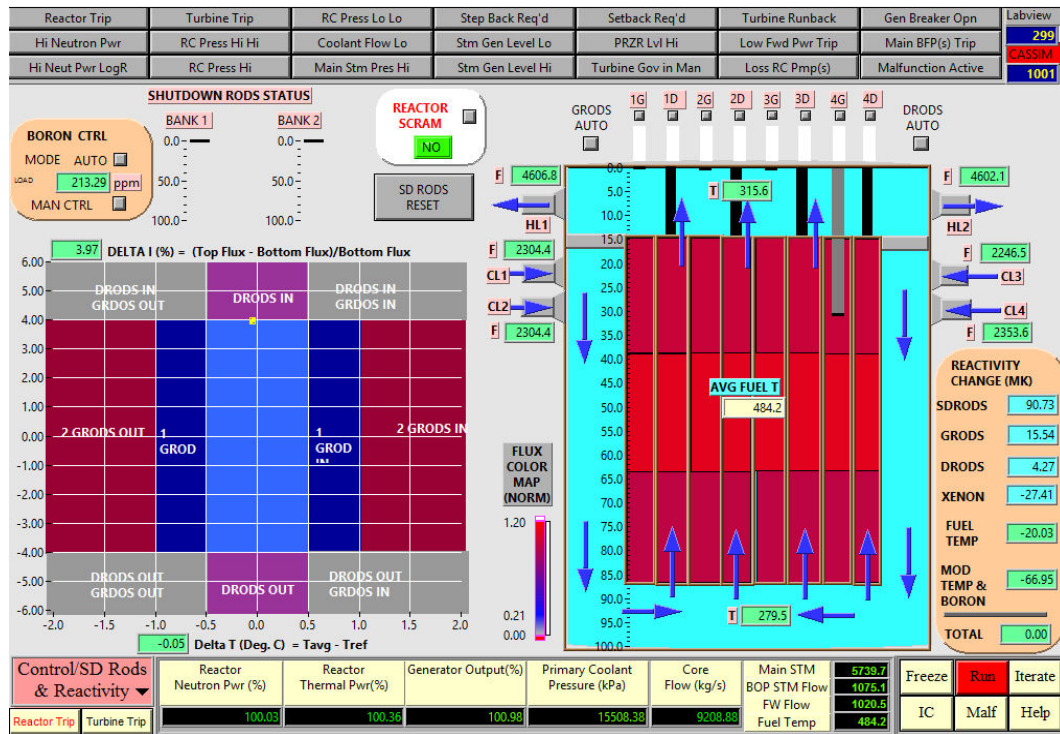 Reactor Trip
Turbine Trip
RC Press Lo Lo
Step Back Req'd
Setback Req'd
Turbine Runback
Gen Breaker Opn
Labview
Hi Neutron Pwr
RC Press Hi Hi
Coolant Flow Lo
Stm Gen Level Lo
PRZR Lvl Hi
Low Fwd Pwr Trip
Main BFP(s) Trip
299
CASSIM
Hi Neut Pwr LogR
RC Press Hi
Main Stm Pres Hi
Stm Gen Level Hi
Turbine Gov in Man
Loss RC Pmp(s)
Malfunction Active
1001
SHUTDOWN RODS STATUS
BANK 1
BANK 2
0.0
50.0
100.0
0.0
50.0
100.0
BORON CTRL
MODE AUTO
LOAD
213.29 ppm
MAN CTRL
REACTOR
SCRAM
NO
SD RODS
RESET
GRODS
AUTO
1G
1D
2G
2D
3G
3D
4G
4D
DRODS
AUTO
F 4606.8
HL1
F 2304.4
CL1
CL2
F 2304.4
T 315.6
F 4602.1
HL2
F 2246.5
CL3
CL4
F 2353.6
0.0
5.0
10.0
15.0
20.0
25.0
30.0
35.0
40.0
45.0
50.0
55.0
60.0
65.0
70.0
75.0
80.0
85.0
90.0
95.0
100.0
AVG FUEL T
484.2
T 279.5
3.97 DELTA I (%) = (Top Flux - Bottom Flux)/Bottom Flux
6.00
5.00
4.00
3.00
2.00
1.00
0.00
-1.00
-2.00
-3.00
-4.00
-5.00
-6.00
DRODS IN
GRDOS OUT
DRODS IN
DRODS IN
GRDOS IN
2 GRODS OUT
1
GROD
1
GROD
IN
2 GRODS IN
DRODS OUT
GRDOS OUT
DRODS OUT
DRODS OUT
GRDOS IN
-2.0
-1.5
-1.0
-0.5
0.0
0.5
1.0
1.5
2.0
-0.05 Delta T (Deg. C) = Tavg - Tref
FLUX
COLOR
MAP
(NORM)
1.20
0.21
0.00
REACTIVITY
CHANGE (MK)
SDRODS 90.73
GRODS 15.54
DRODS 4.27
XENON -27.41
FUEL
TEMP
-20.03
MOD
TEMP &
BORON
-66.95
TOTAL 0.00
Control/SD Rods
& Reactivity
Reactor Trip
Turbine Trip
Reactor
Neutron Pwr (%)
100.03
Reactor
Thermal Pwr(%)
100.36
Generator Output(%)
100.98
Primary Coolant
Pressure (kPa)
15508.38
Core
Flow (kg/s)
9208.88
Main STM 5739.7
BOP STM Flow 1075.1
FW Flow 1020.5
Fuel Temp 484.2
Freeze
Run
Iterate
IC
Malf
Help